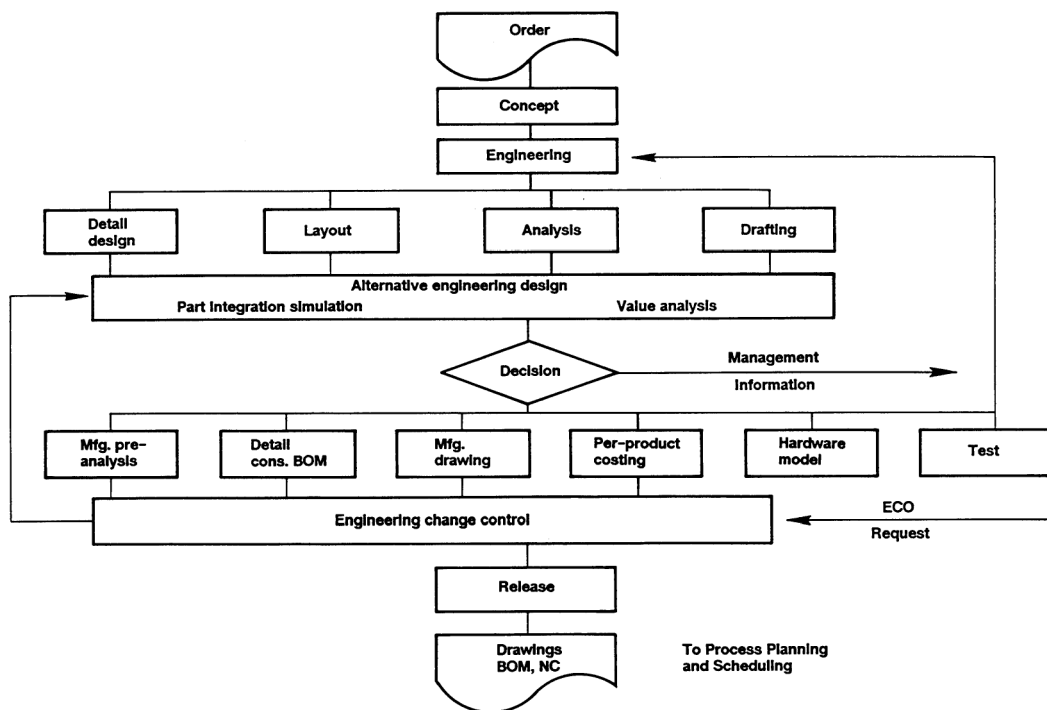 Order
Concept
Engineering
Detail
design
Layout
Analysis
Drafting
Alternative engineering design
Part integration simulation
Value analysis
Decision
Management
Information
Mfg. pre-
analysis
Detail
cons. BOM
Mfg.
drawing
Per-product
costing
Hardware
model
Test
Engineering change control
ECO
Request
Release
Drawings
BOM, NC
To Process Planning
and Scheduling